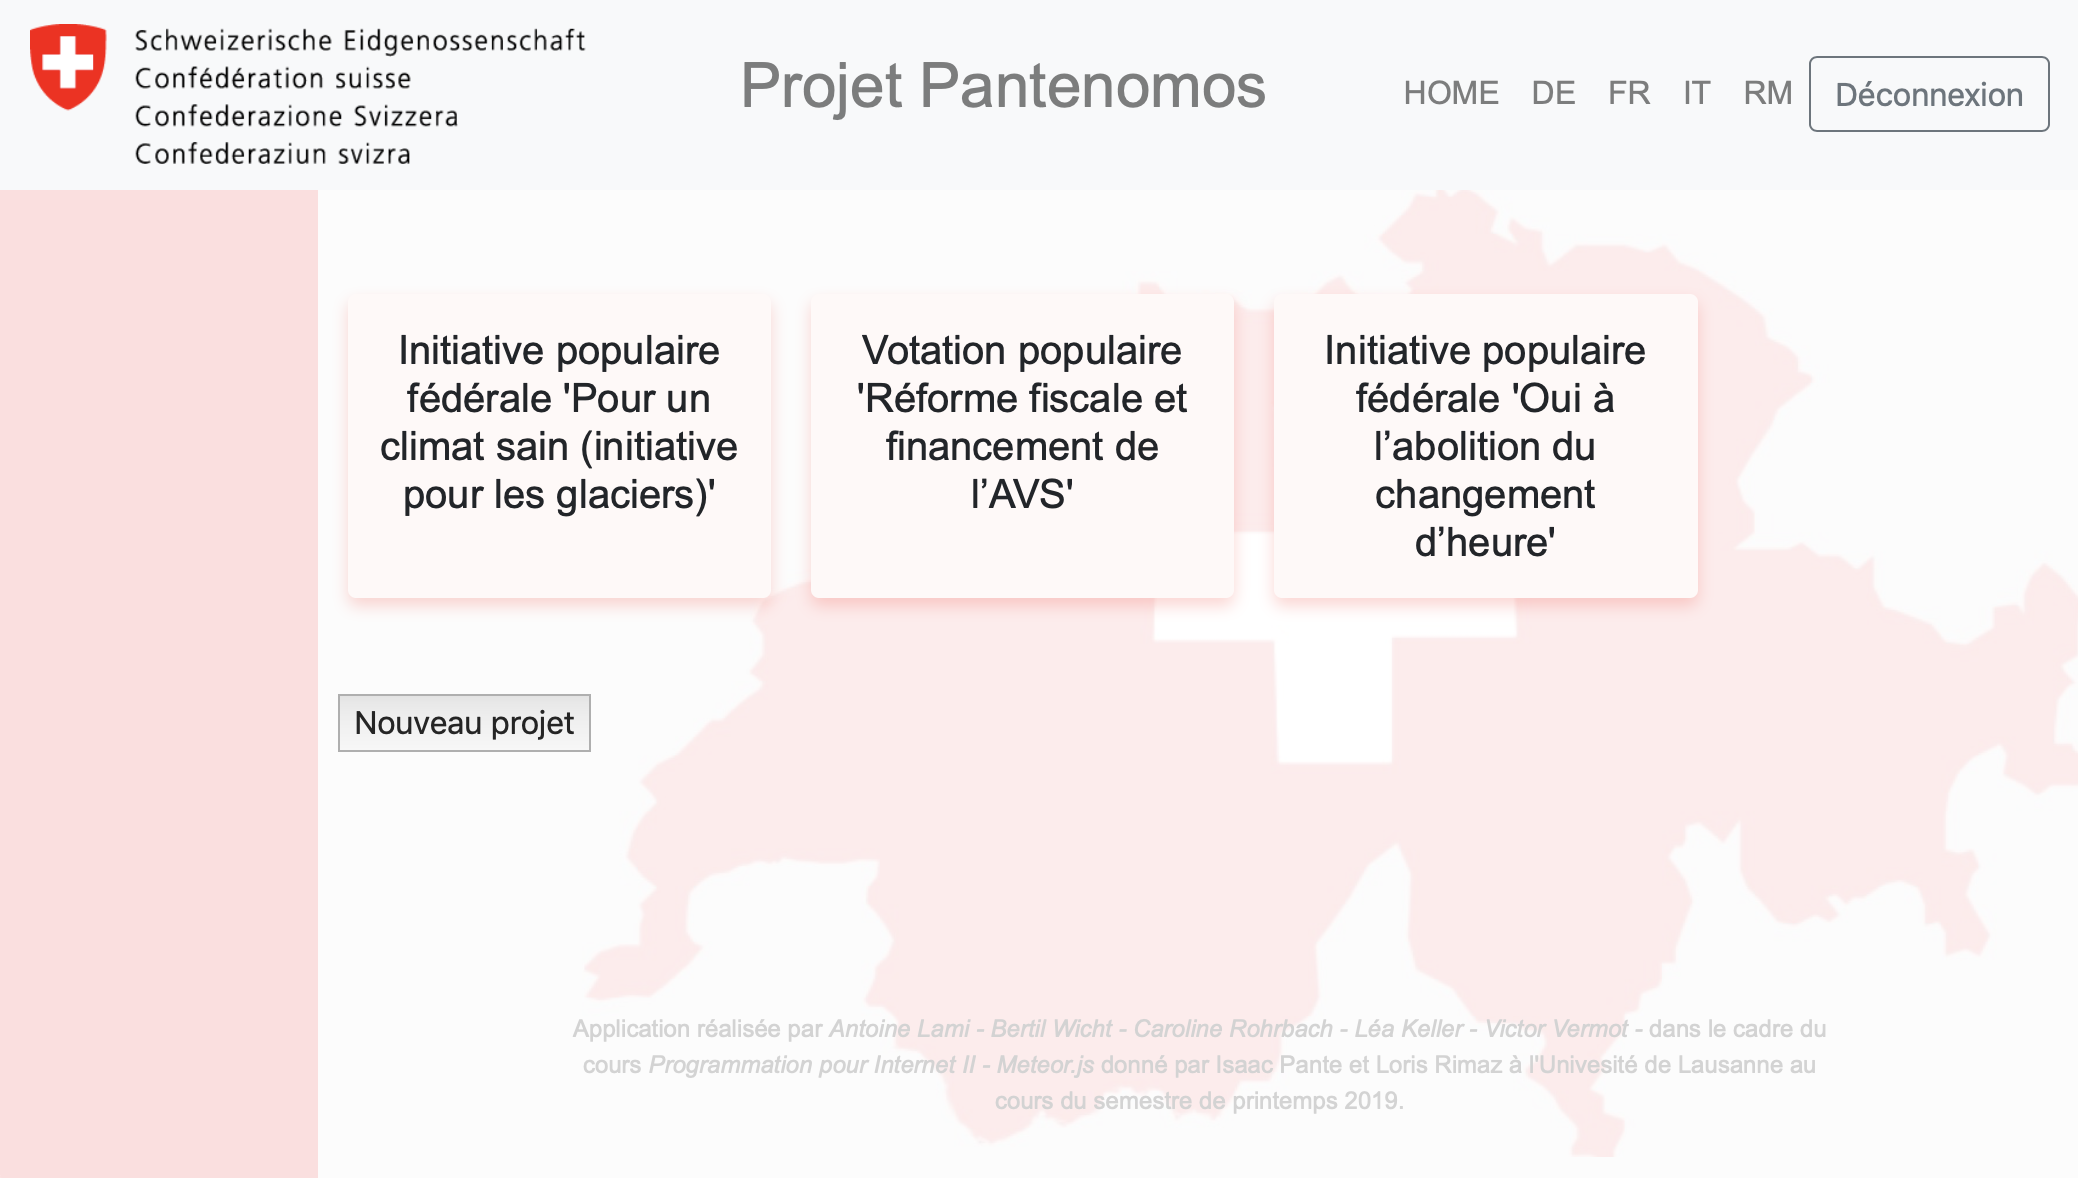 Schweizerische Eidgenossenschaft
Confédération suisse
Confederazione Svizzera
Confederaziun svizra
Projet Pantenomos
HOME DE FR IT RM Déconnexion
Initiative populaire
fédérale 'Pour un
climat sain (initiative
pour les glaciers)'
Votation populaire
'Réforme fiscale et
financement de
l’AVS'
Initiative populaire
fédérale 'Oui à
l’abolition du
changement
d’heure'
Nouveau projet
Application réalisée par Antoine Lami - Bertil Wicht - Caroline Rohrbach - Léa Keller - Victor Vermot - dans le cadre du
cours Programmation pour Internet II - Meteor.js donné par Isaac Pante et Loris Rimaz à l'Univesité de Lausanne au
cours du semestre de printemps 2019.